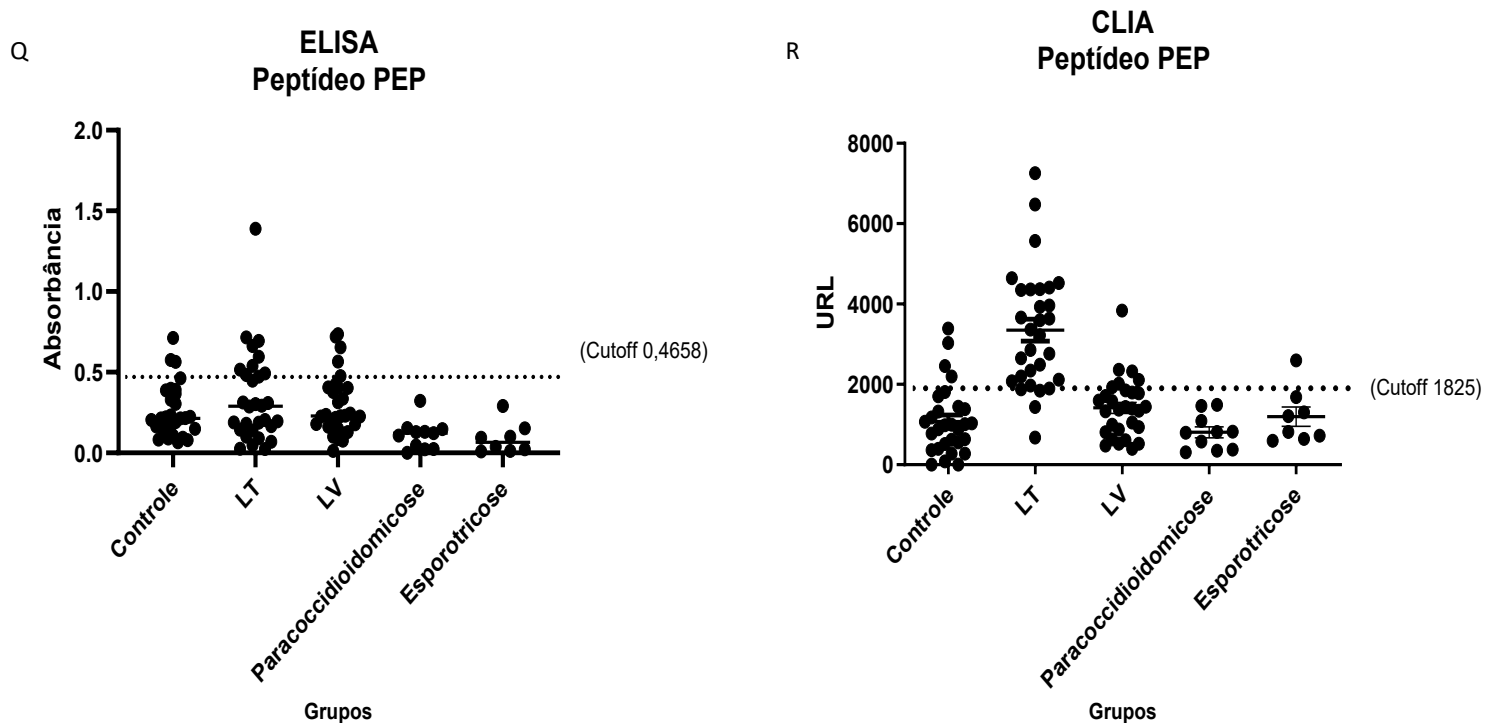 Q
ELISA
Peptídeo PEP
Absorbância
2.0
1.5
1.0
0.5
0.0
(Cutoff 0,4658)
Controle
LT
LV
Paracoccidioidomicose
Esporotricose
Grupos
R
CLIA
Peptídeo PEP
URL
8000
6000
4000
2000
0
(Cutoff 1825)
Controle
LT
LV
Paracoccidioidomicose
Esporotricose
Grupos